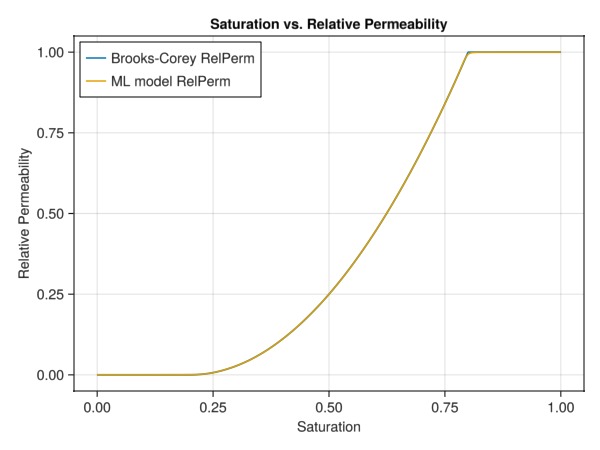 Saturation vs. Relative Permeability
Brooks-Corey RelPerm
ML model RelPerm
1.00
0.75
0.50
0.25
0.00
Relative Permeability
0.00 0.25 0.50 0.75 1.00
Saturation